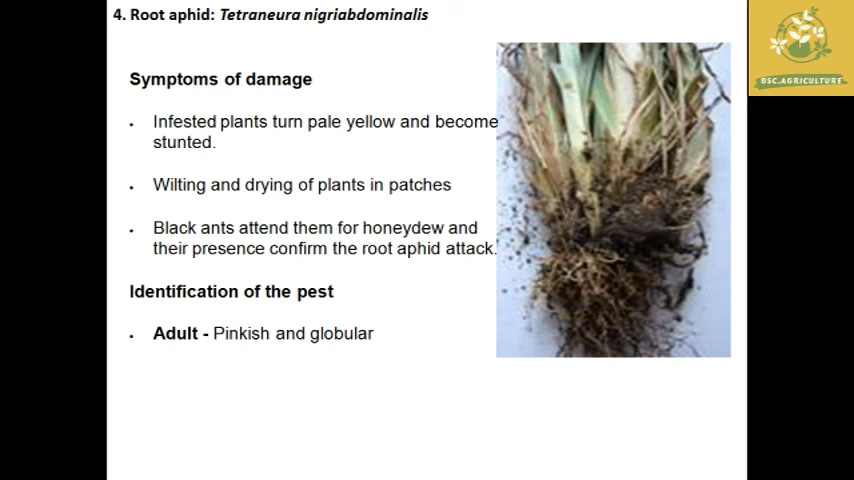 4. Root aphid: Tetraneura nigriabdominalis
BSC.AGRICULTURE
Symptoms of damage
• Infested plants turn pale yellow and become
stunted.
• Wilting and drying of plants in patches
• Black ants attend them for honeydew and
their presence confirm the root aphid attack.
Identification of the pest
• Adult - Pinkish and globular